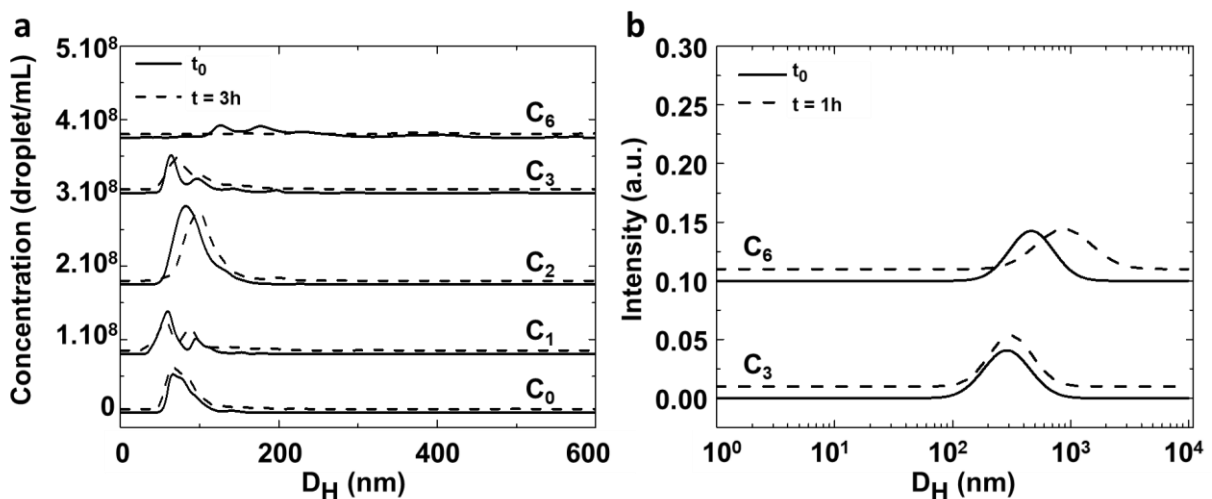 a
Concentration (droplet/mL)
5.10⁸
4.10⁸
3.10⁸
2.10⁸
1.10⁸
0
t₀
t = 3h
C₆
C₃
C₂
C₁
C₀
0
200
400
600
D_H (nm)
b
Intensity (a.u.)
0.30
0.25
0.20
0.15
0.10
0.05
0.00
t₀
t = 1h
C₆
C₃
10⁰
10¹
10²
10³
10⁴
D_H (nm)